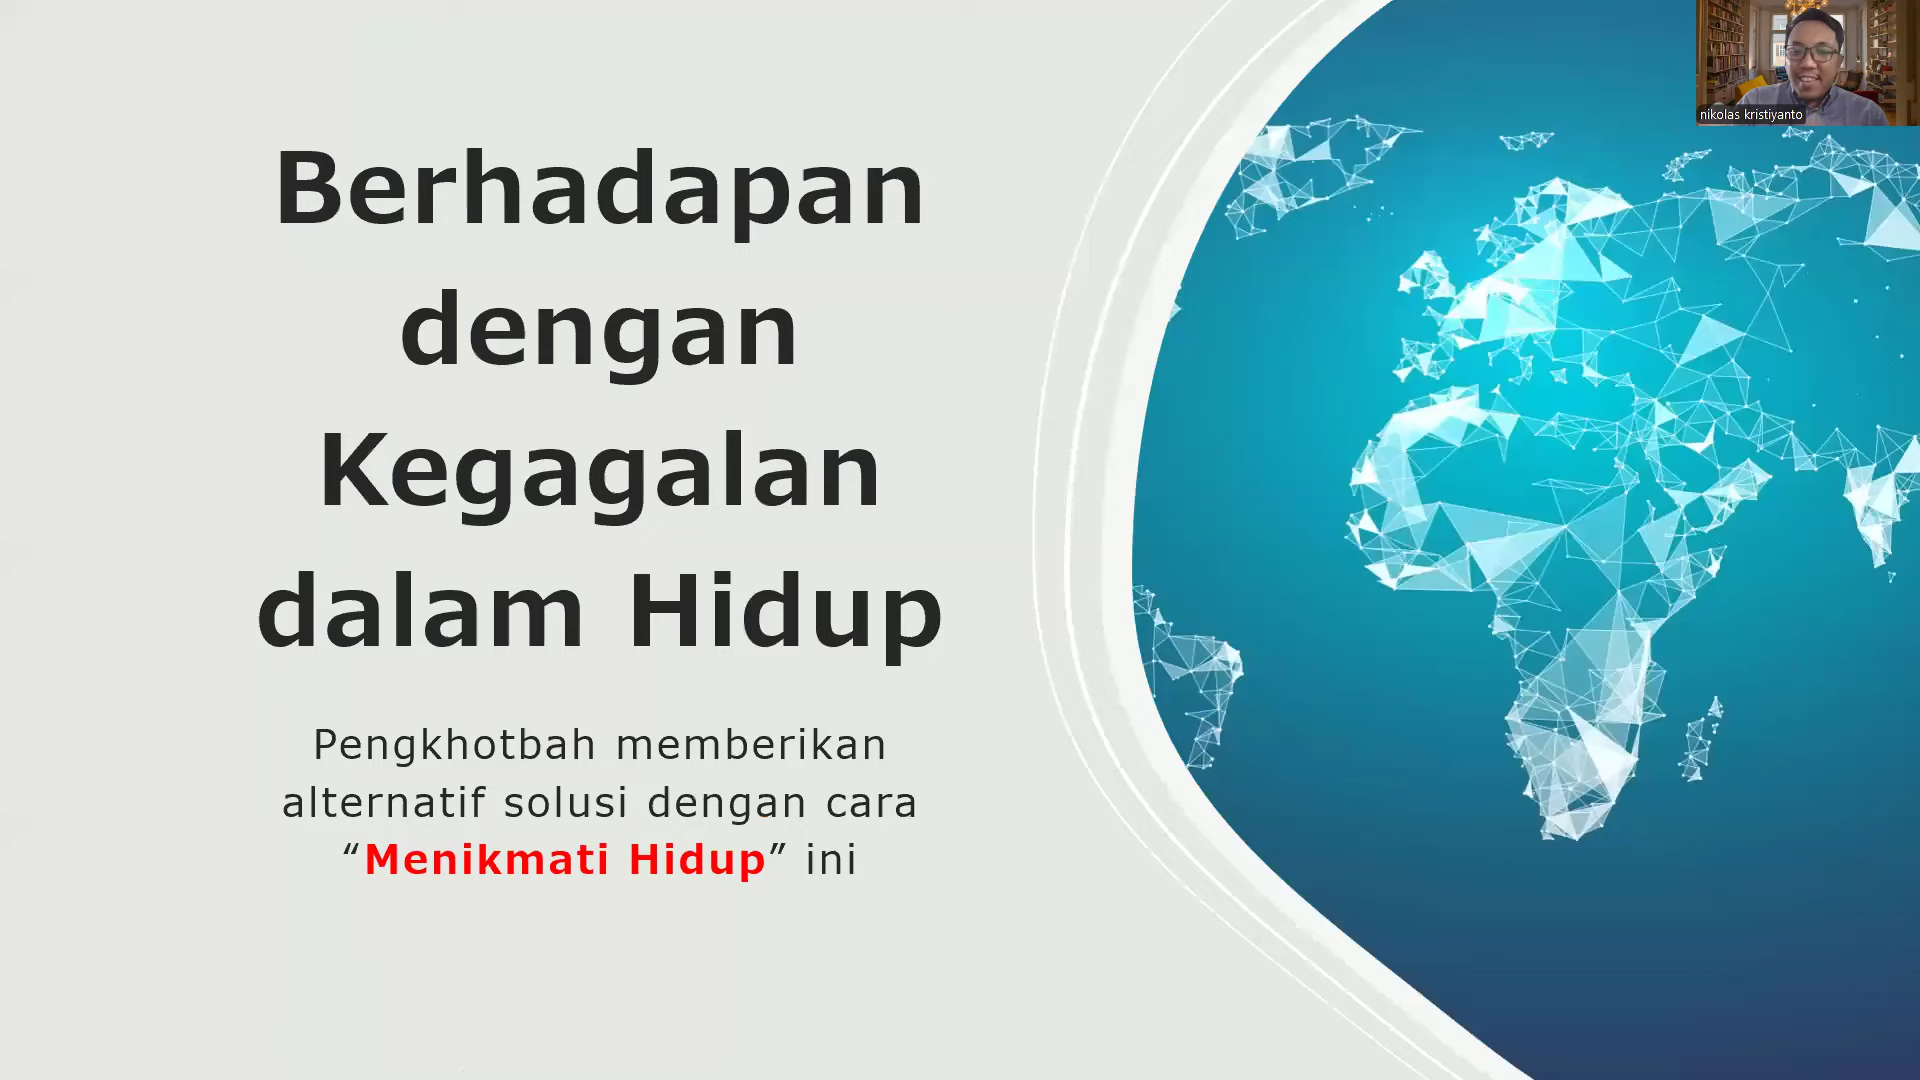 nikolas kristiyanto
Berhadapan
dengan
Kegagalan
dalam Hidup
Pengkhotbah memberikan
alternatif solusi dengan cara
“Menikmati Hidup” ini